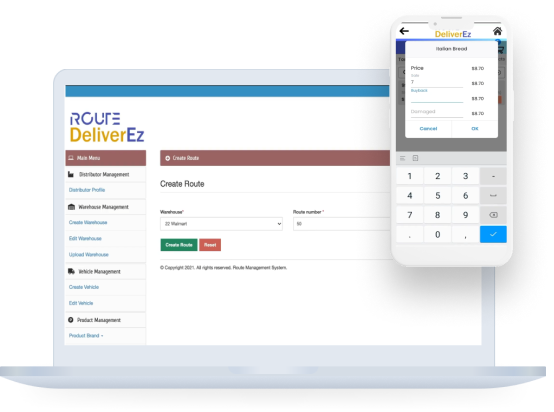 ROUTE
DeliverEz
Main Menu
Distributor Management
Distributor Profile
Warehouse Management
Create Warehouse
Edit Warehouse
Upload Warehouse
Vehicle Management
Create Vehicle
Edit Vehicle
Product Management
Product Brand
Create Route
Create Route
Warehouse*
Route number *
22 Walmart
50
Create Route
Reset
© Copyright 2021. All rights reserved. Route Management System.
DeliverEz
Italian Bread
Price
$8.70
Sale
7
$8.70
BuyBack
$8.70
Damaged
$8.70
Cancel
OK
1 2 3 -
4 5 6
7 8 9
. 0 ,